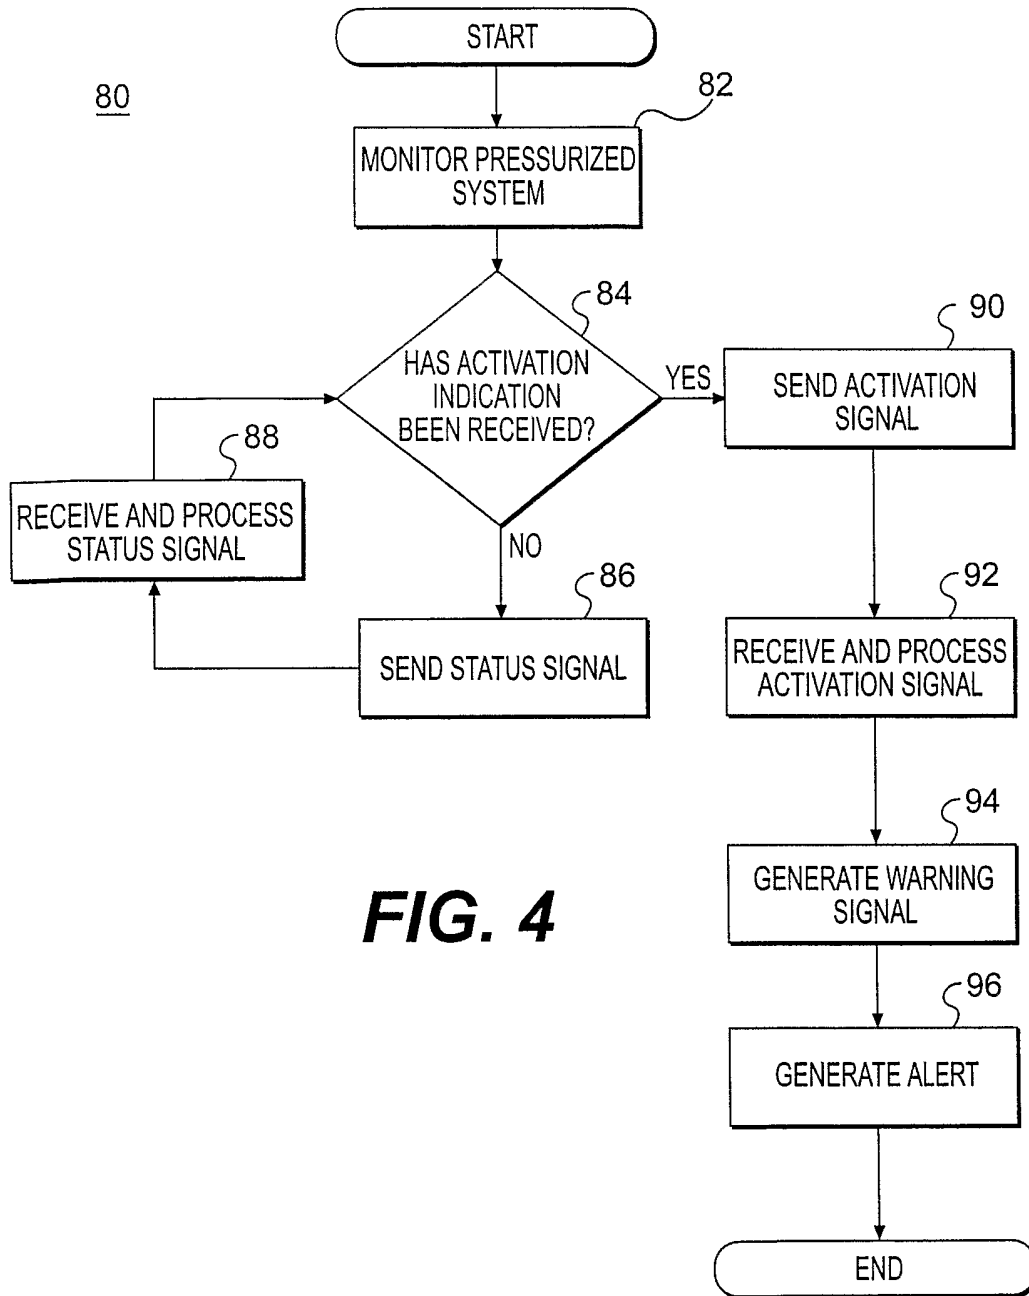 START
80
82
MONITOR PRESSURIZED
SYSTEM
84
HAS ACTIVATION
INDICATION
BEEN RECEIVED?
YES
90
SEND ACTIVATION
SIGNAL
88
RECEIVE AND PROCESS
STATUS SIGNAL
NO
86
SEND STATUS SIGNAL
92
RECEIVE AND PROCESS
ACTIVATION SIGNAL
94
GENERATE WARNING
SIGNAL
FIG. 4
96
GENERATE ALERT
END